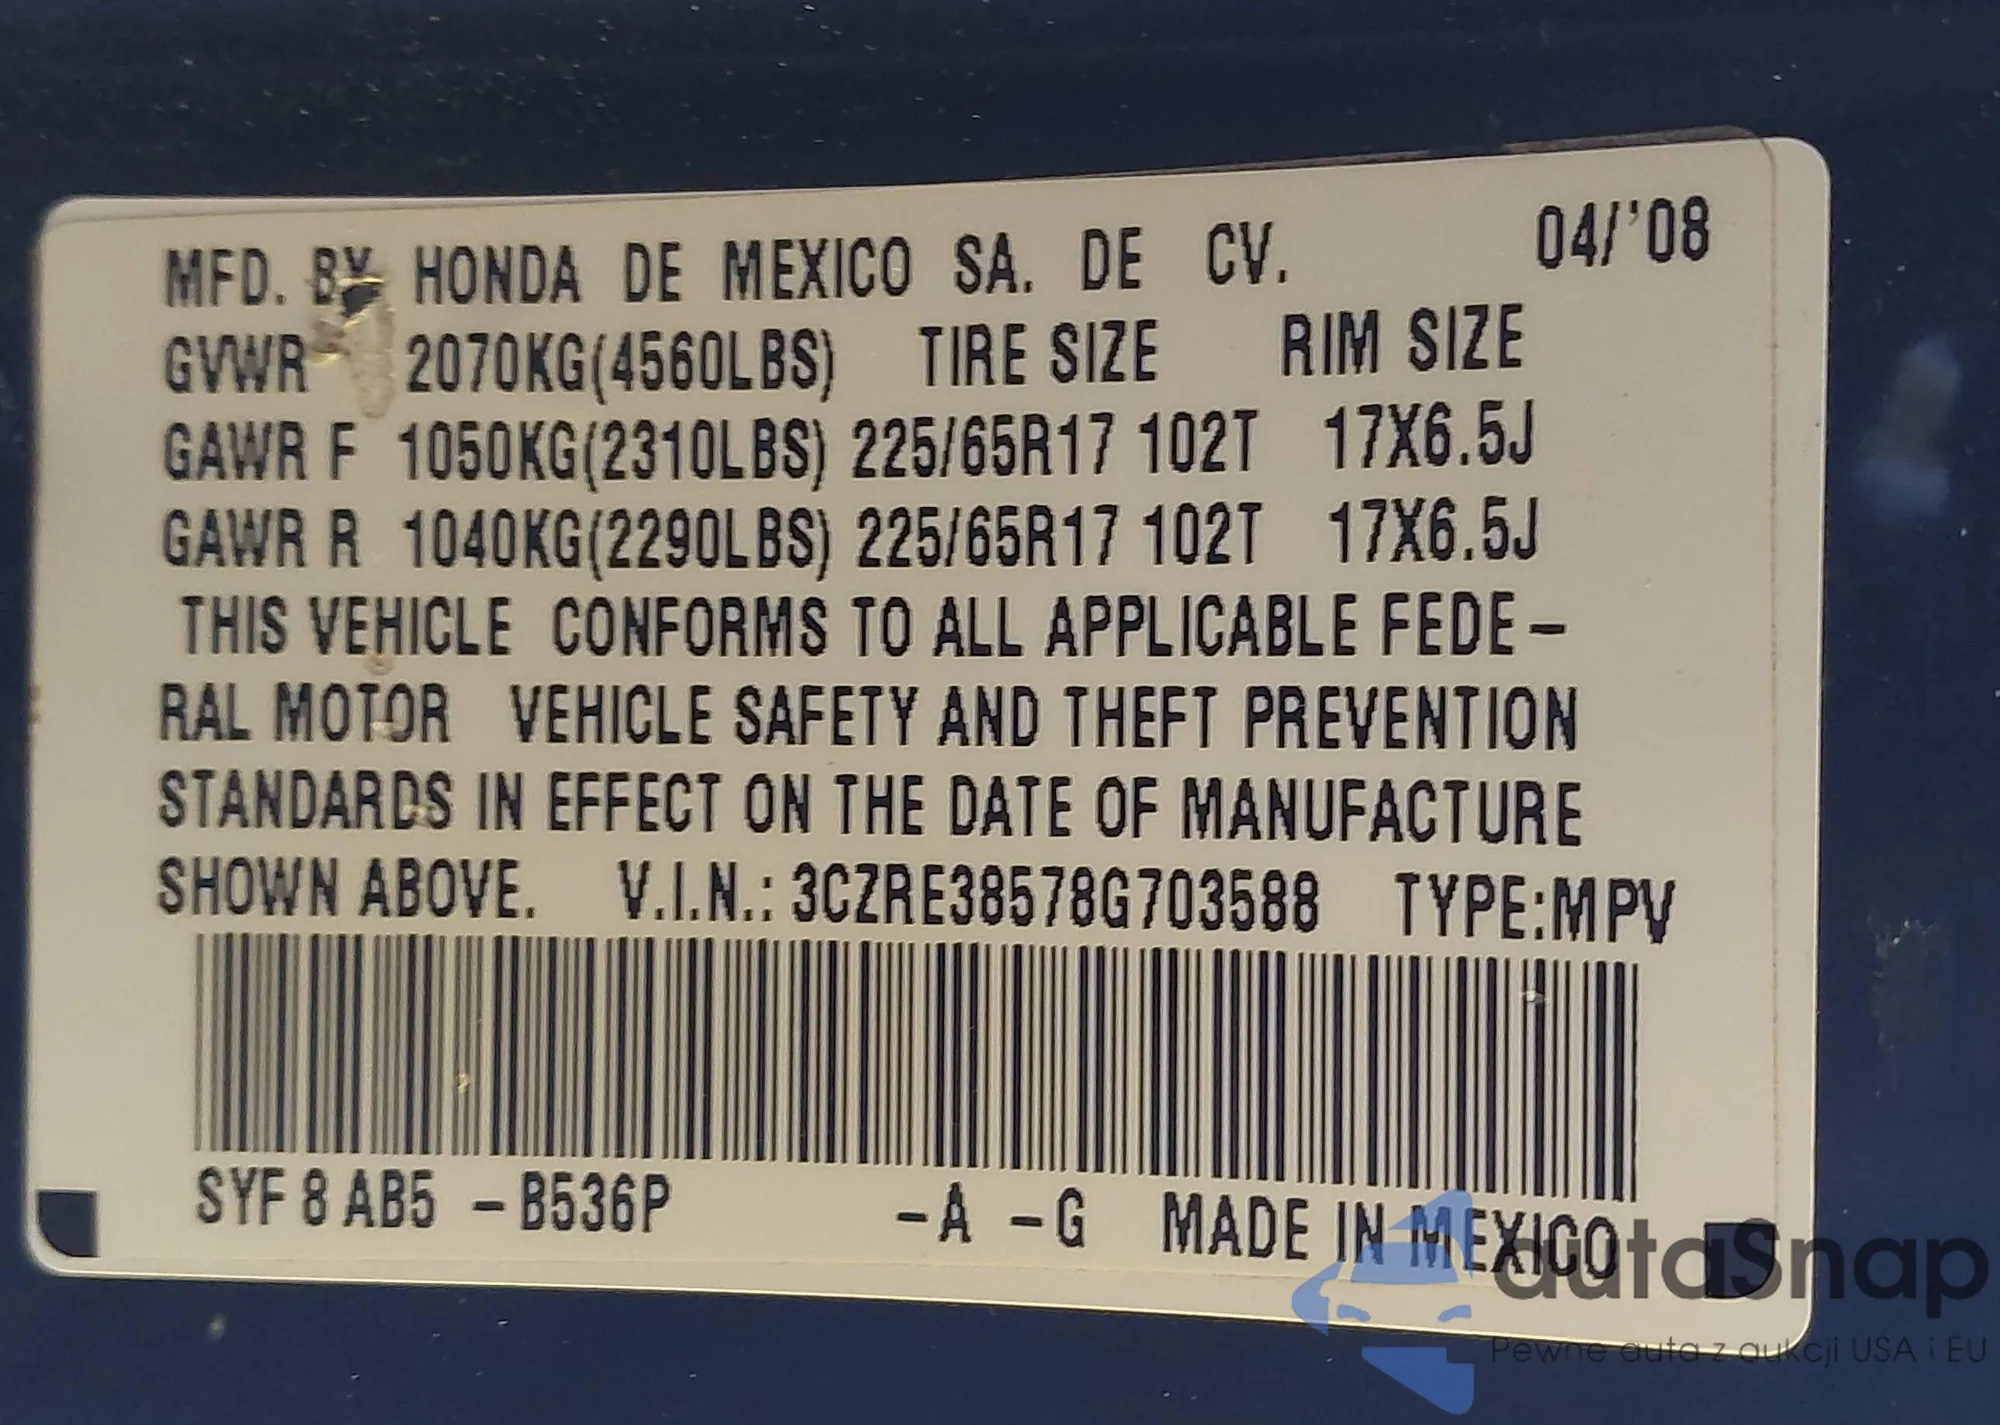 MFD. BY HONDA DE MEXICO SA. DE CV. 04/'08
GVWR 2070KG(4560LBS) TIRE SIZE RIM SIZE
GAWR F 1050KG(2310LBS) 225/65R17 102T 17X6.5J
GAWR R 1040KG(2290LBS) 225/65R17 102T 17X6.5J
THIS VEHICLE CONFORMS TO ALL APPLICABLE FEDE-
RAL MOTOR VEHICLE SAFETY AND THEFT PREVENTION
STANDARDS IN EFFECT ON THE DATE OF MANUFACTURE
SHOWN ABOVE. V.I.N.: 3CZRE38578G703588 TYPE:MPV
SYF 8 AB5 -B536P -A -G MADE IN MEXICO
autaSnap
Pewne auta z aukcji USA i EU